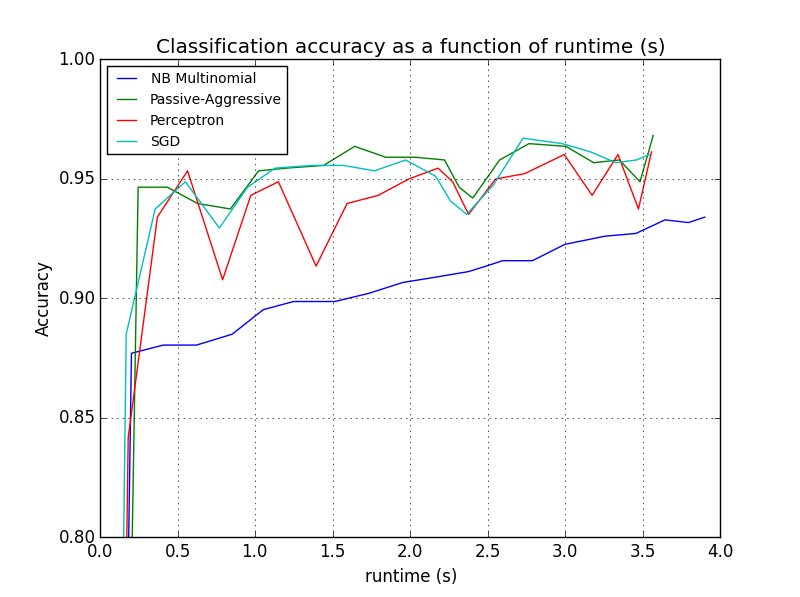 Classification accuracy as a function of runtime (s)
1.00
NB Multinomial
Passive-Aggressive
Perceptron
SGD
0.95
0.90
0.85
0.80
Accuracy
0.0 0.5 1.0 1.5 2.0 2.5 3.0 3.5 4.0
runtime (s)